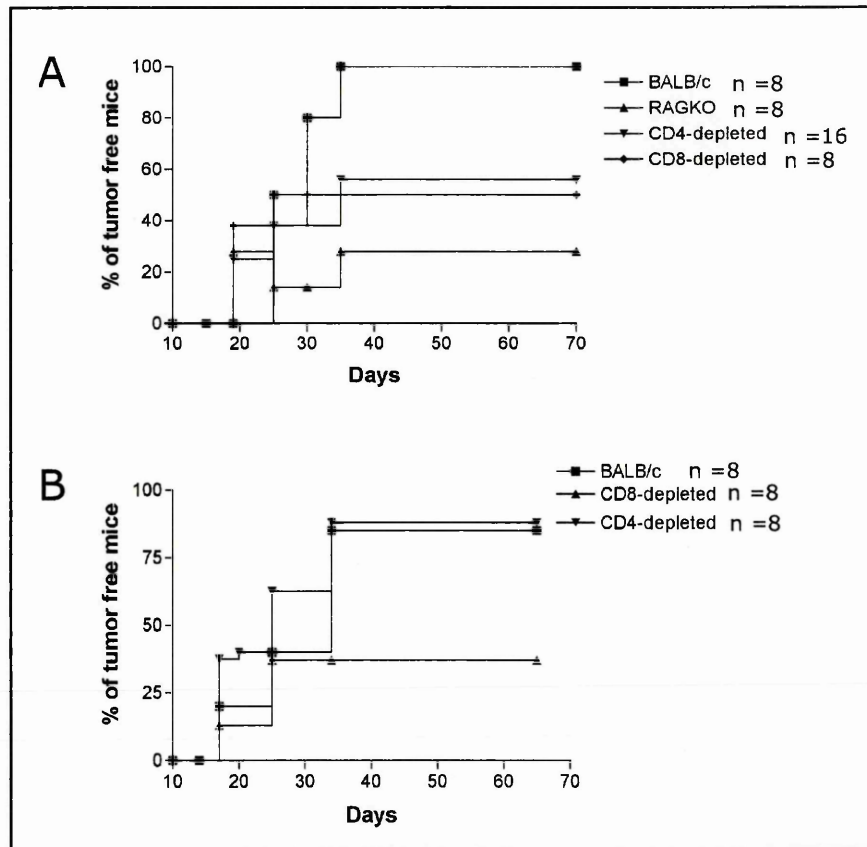 A
BALB/c n =8
RAGKO n =8
CD4-depleted n =16
CD8-depleted n =8
% of tumor free mice
100
80
60
40
20
0
10 20 30 40 50 60 70
Days
B
BALB/c n =8
CD8-depleted n =8
CD4-depleted n =8
% of tumor free mice
100
75
50
25
0
10 20 30 40 50 60 70
Days